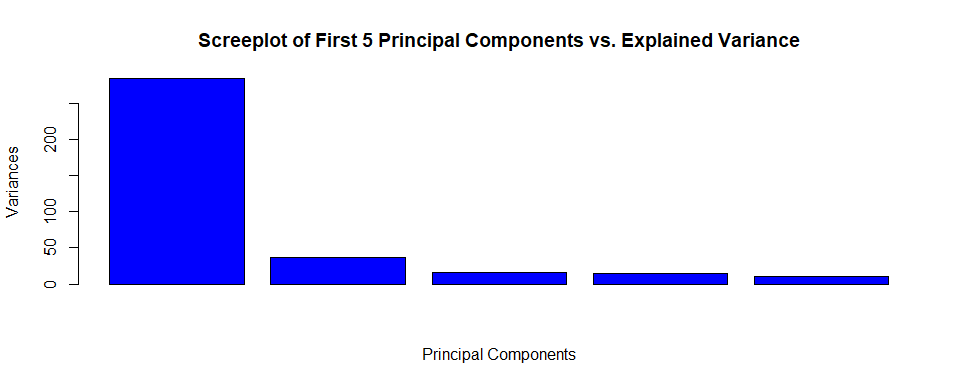 Screeplot of First 5 Principal Components vs. Explained Variance
Variances
200
100
50
0
Principal Components